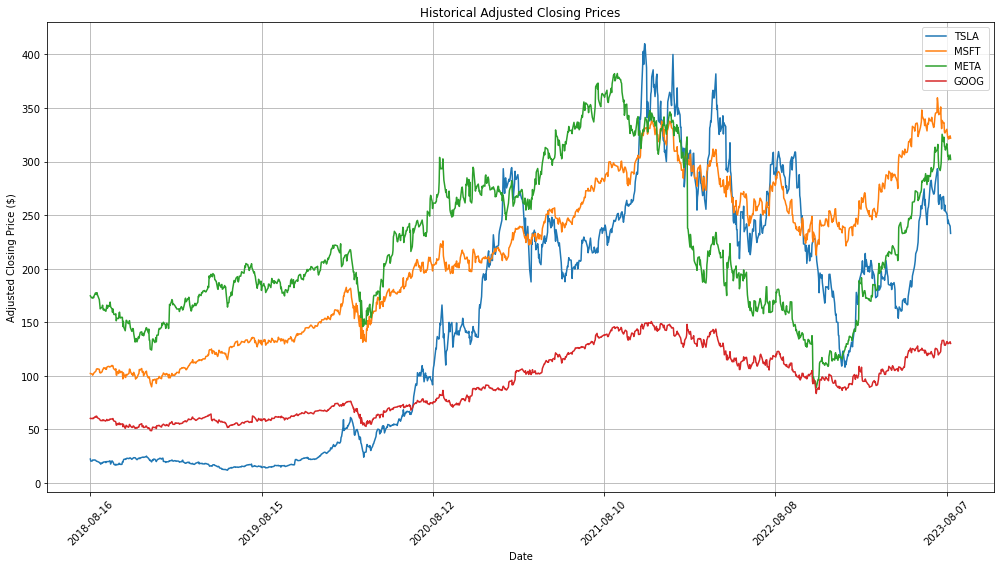 Historical Adjusted Closing Prices
TSLA
MSFT
META
GOOG
Adjusted Closing Price ($)
400
350
300
250
200
150
100
50
0
2018-08-16
2019-08-15
2020-08-12
2021-08-10
2022-08-08
2023-08-07
Date